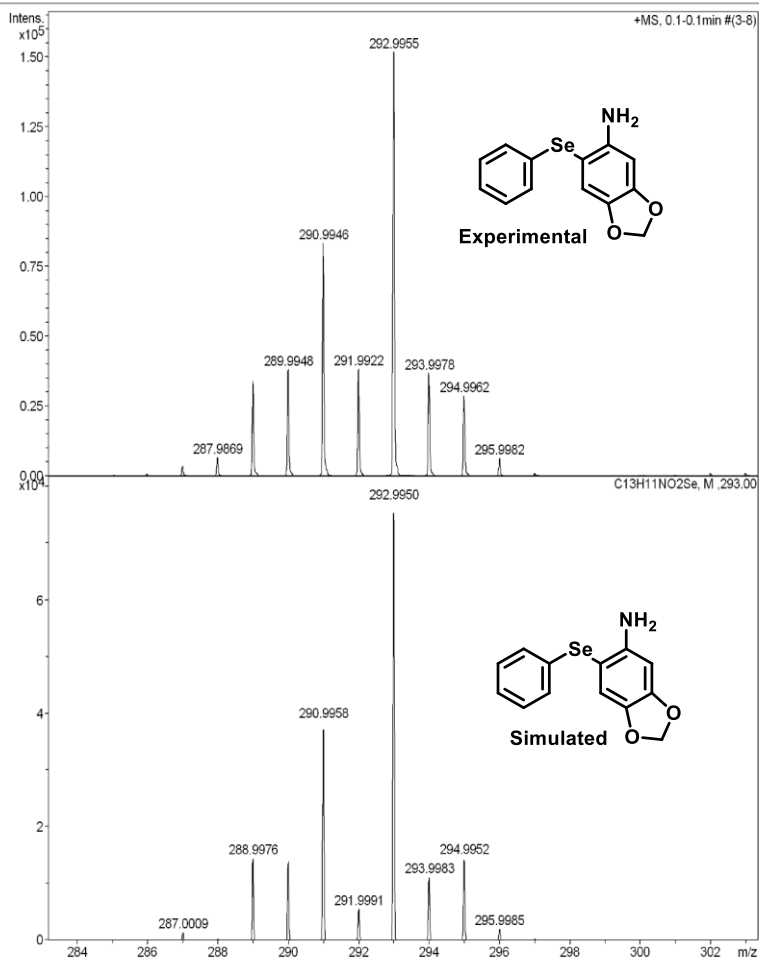 Intens.
x10⁵
+MS, 0.1-0.1min #(3-8)
292.9955
1.50
1.25
NH₂
Se
1.00
O
O
Experimental
290.9946
0.75
0.50
289.9948
291.9922
293.9978
294.9962
0.25
287.9869
295.9982
0.00
x10⁴
C13H11NO2Se, M ,293.00
292.9950
6
NH₂
Se
O
O
Simulated
4
290.9958
2
288.9976
294.9952
293.9983
291.9991
287.0009
295.9985
0
284 286 288 290 292 294 296 298 300 302 m/z